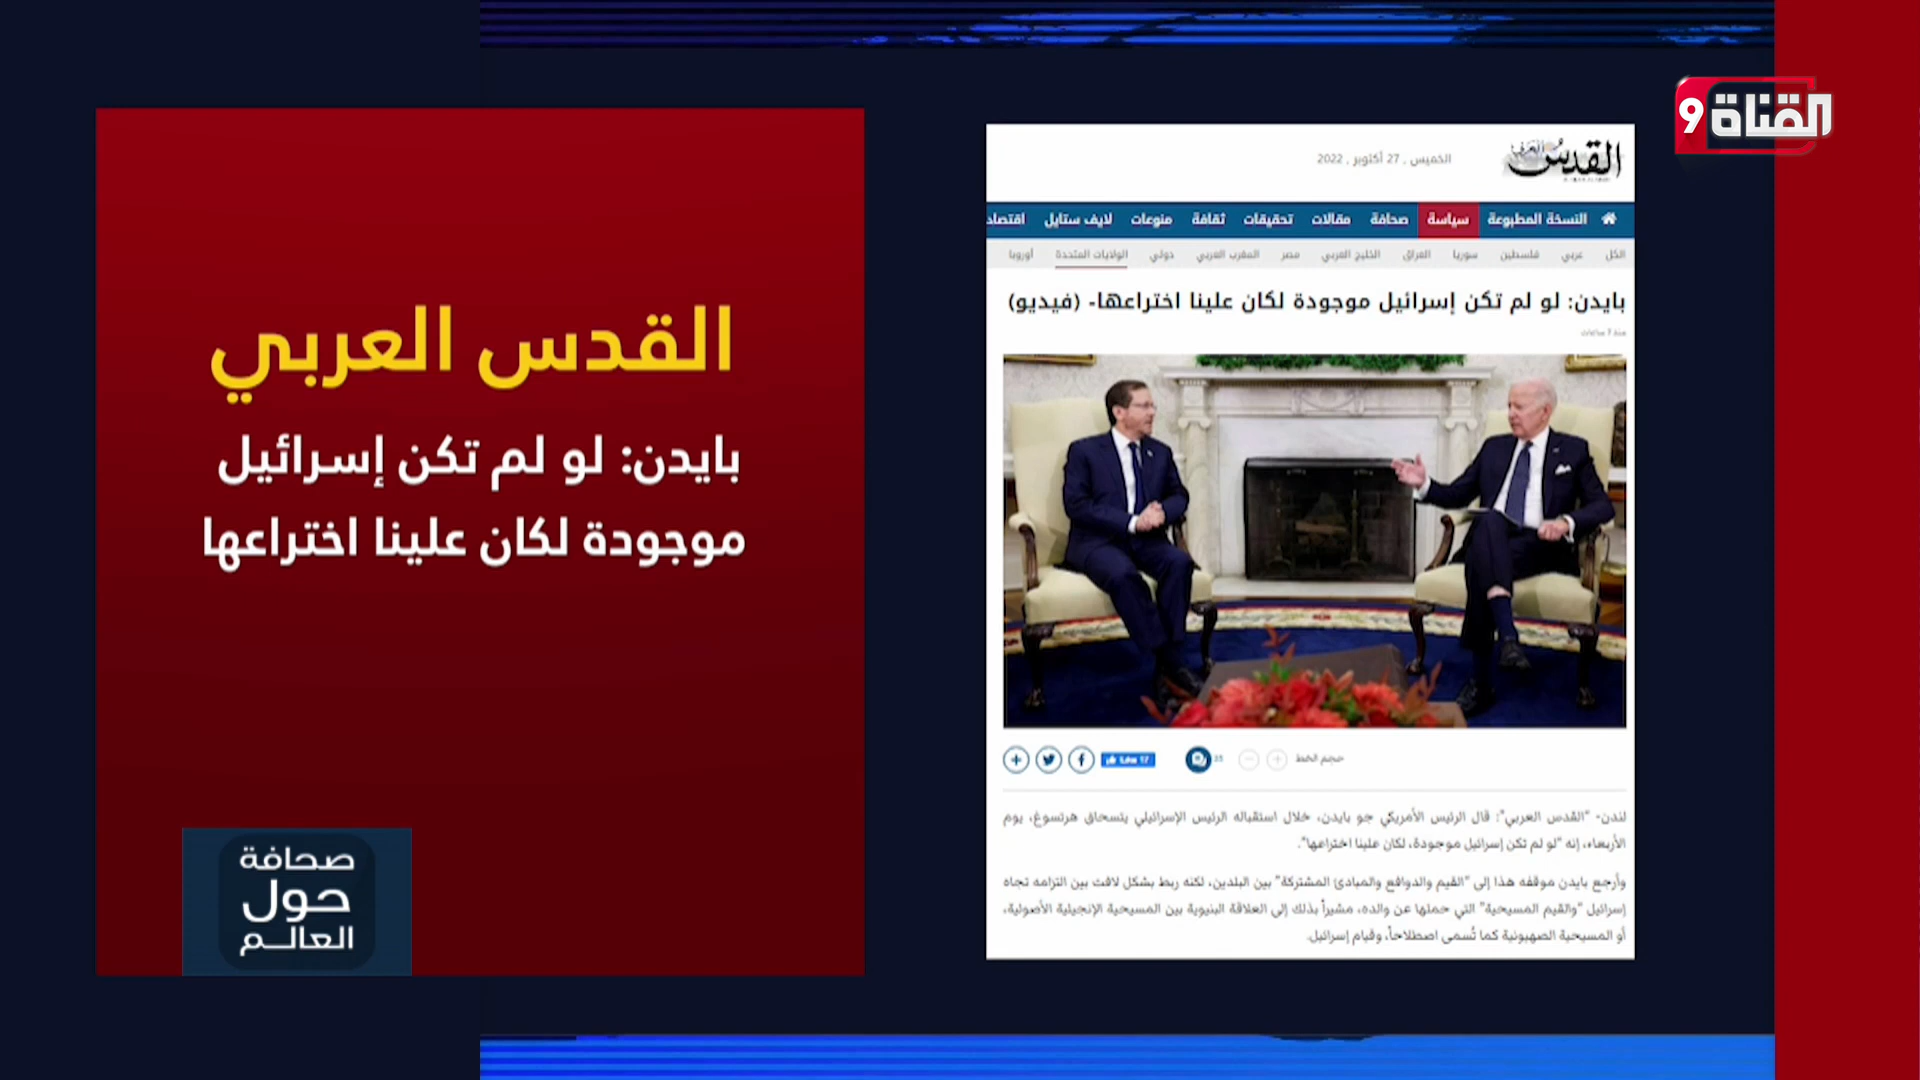 القناة 9
القدس العربي
بايدن: لو لم تكن إسرائيل
موجودة لكان علينا اختراعها
صحافة
حول
العالم
القدس العربي
الخميس , 27 أكتوبر , 2022
النسخة المطبوعة سياسة صحافة مقالات تحقيقات ثقافة منوعات لايف ستايل اقتصاد
الكل عربي فلسطين سوريا العراق الخليج العربي مصر المغرب العربي دولي الولايات المتحدة أوروبا
بايدن: لو لم تكن إسرائيل موجودة لكان علينا اختراعها- (فيديو)
منذ 7 ساعات
حجم الخط
Like 17
لندن- “القدس العربي”: قال الرئيس الأمريكي جو بايدن، خلال استقباله الرئيس الإسرائيلي يتسحاق هرتسوغ، يوم
الأربعاء، إنه “لو لم تكن إسرائيل موجودة، لكان علينا اختراعها”.
وأرجع بايدن موقفه هذا إلى “القيم والدوافع والمبادئ المشتركة” بين البلدين، لكنه ربط بشكل لافت بين التزامه تجاه
إسرائيل “والقيم المسيحية” التي حملها عن والده، مشيراً بذلك إلى العلاقة البنيوية بين المسيحية الإنجيلية الأصولية،
أو المسيحية الصهيونية كما تُسمى اصطلاحاً، وقيام إسرائيل.